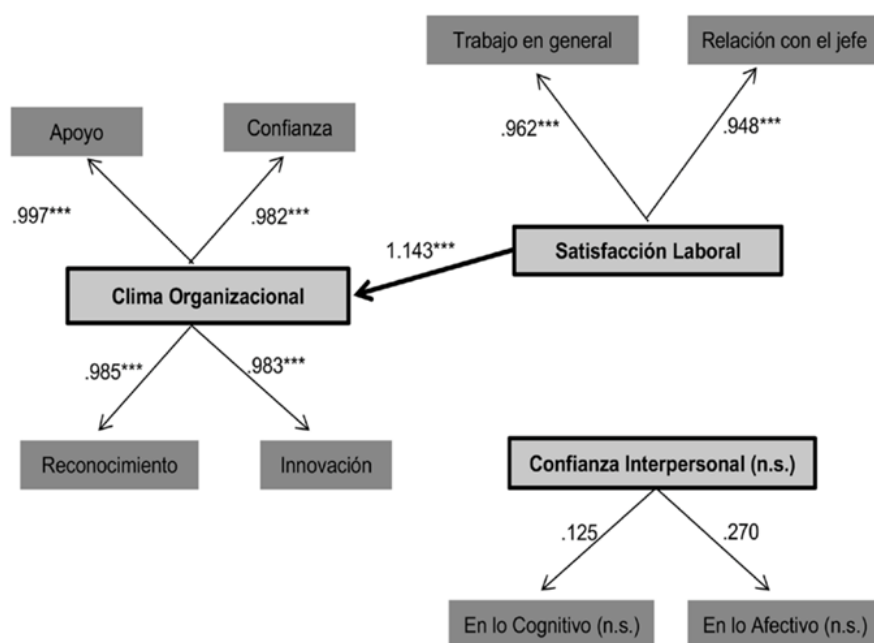 Trabajo en general
Relación con el jefe
Apoyo
Confianza
.962***
.948***
.997***
.982***
1.143***
Satisfacción Laboral
Clima Organizacional
.985***
.983***
Reconocimiento
Innovación
Confianza Interpersonal (n.s.)
.125
.270
En lo Cognitivo (n.s.)
En lo Afectivo (n.s.)